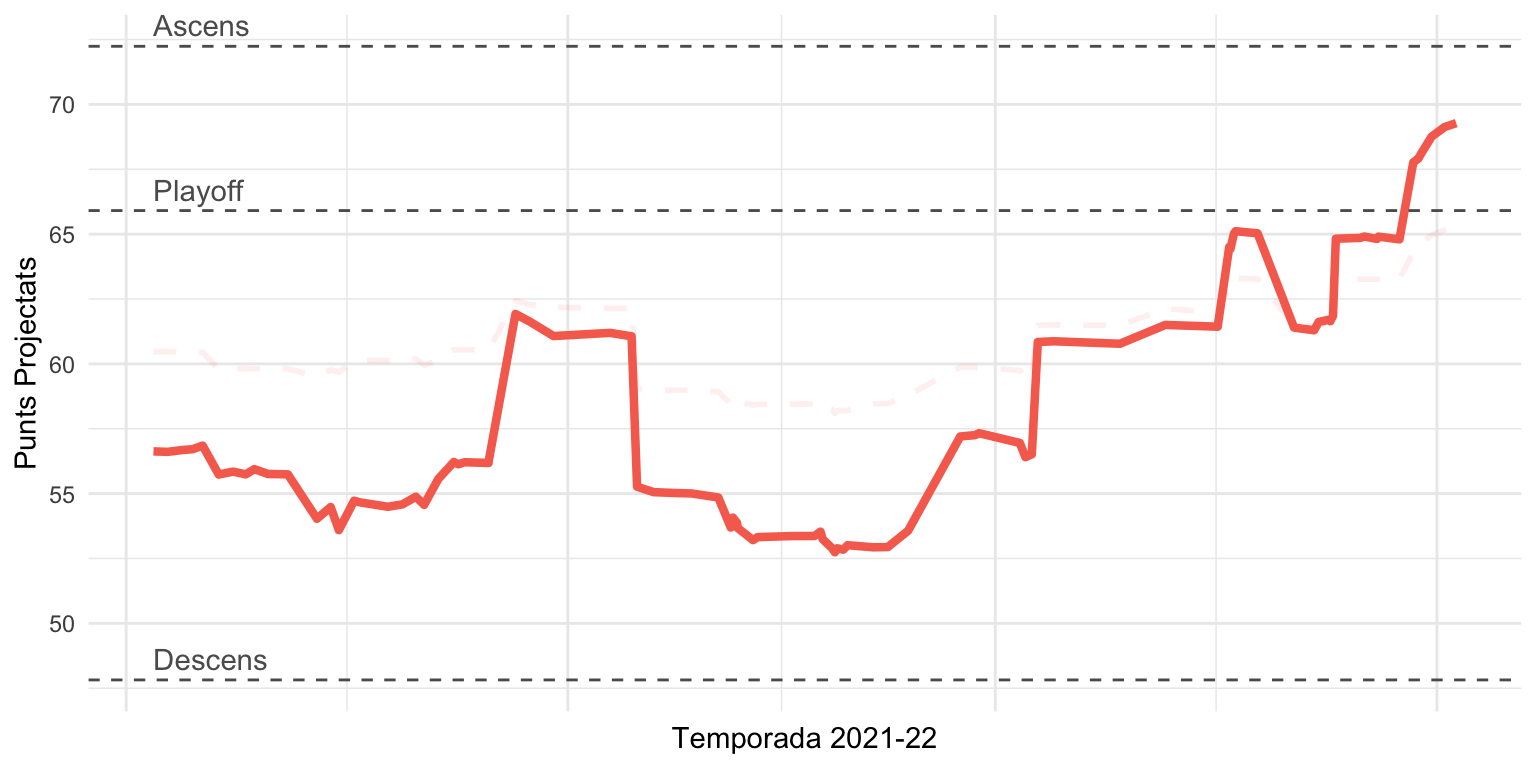 Ascens
70
Playoff
65
60
55
50
Descens
Punts Projectats
Temporada 2021-22